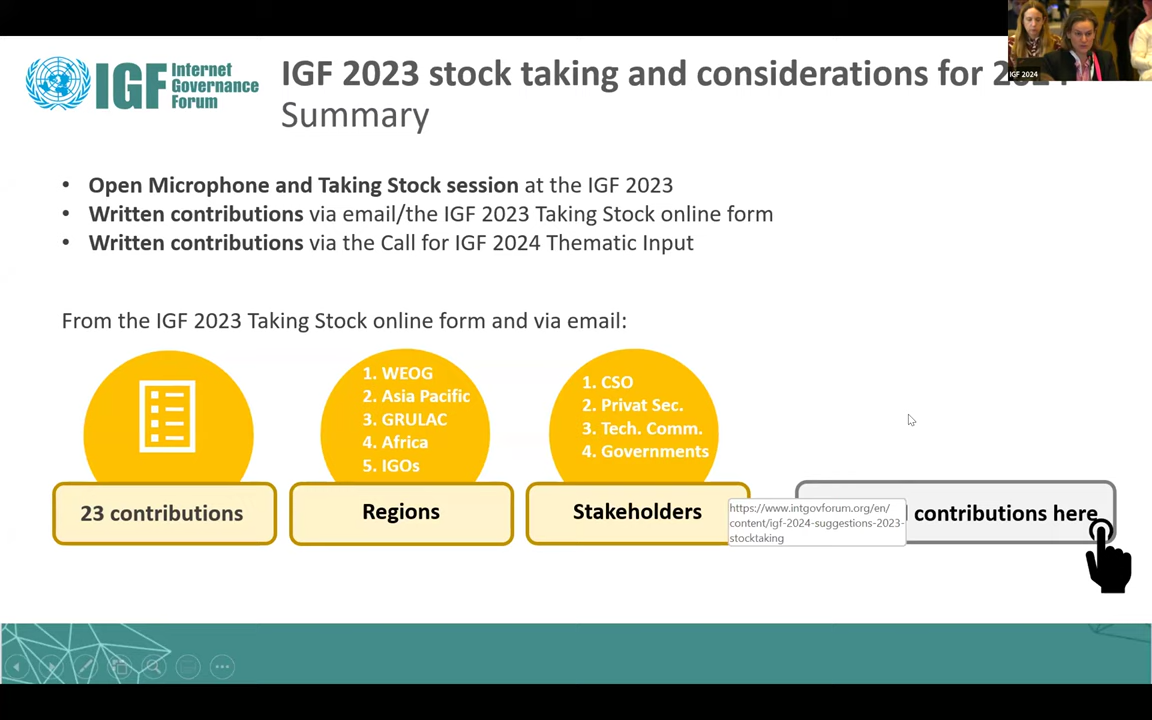 IGF Internet
Governance
Forum
IGF 2023 stock taking and considerations for 2024
Summary
IGF 2024
• Open Microphone and Taking Stock session at the IGF 2023
• Written contributions via email/the IGF 2023 Taking Stock online form
• Written contributions via the Call for IGF 2024 Thematic Input
From the IGF 2023 Taking Stock online form and via email:
1. WEOG
2. Asia Pacific
3. GRULAC
4. Africa
5. IGOs
1. CSO
2. Privat Sec.
3. Tech. Comm.
4. Governments
23 contributions
Regions
Stakeholders
contributions here
https://www.intgovforum.org/en/
content/igf-2024-suggestions-2023-
stocktaking